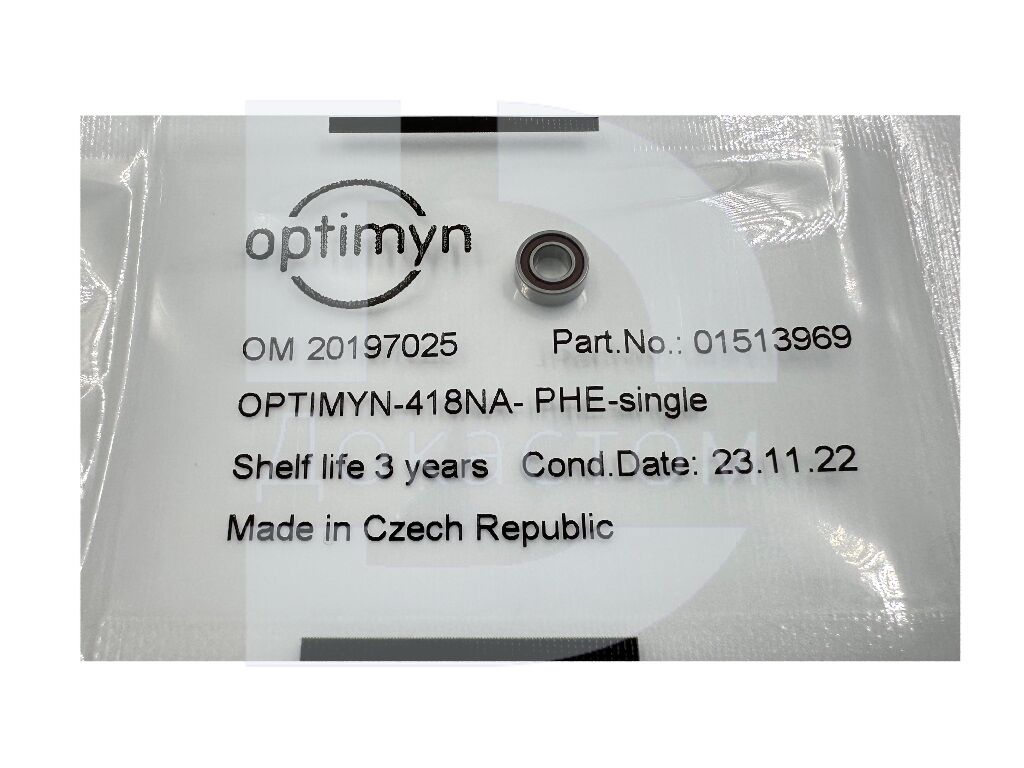 optimyn
OM 20197025 Part.No.: 01513969
OPTIMYN-418NA- PHE-single
Докастом
Shelf life 3 years Cond.Date: 23.11.22
Made in Czech Republic